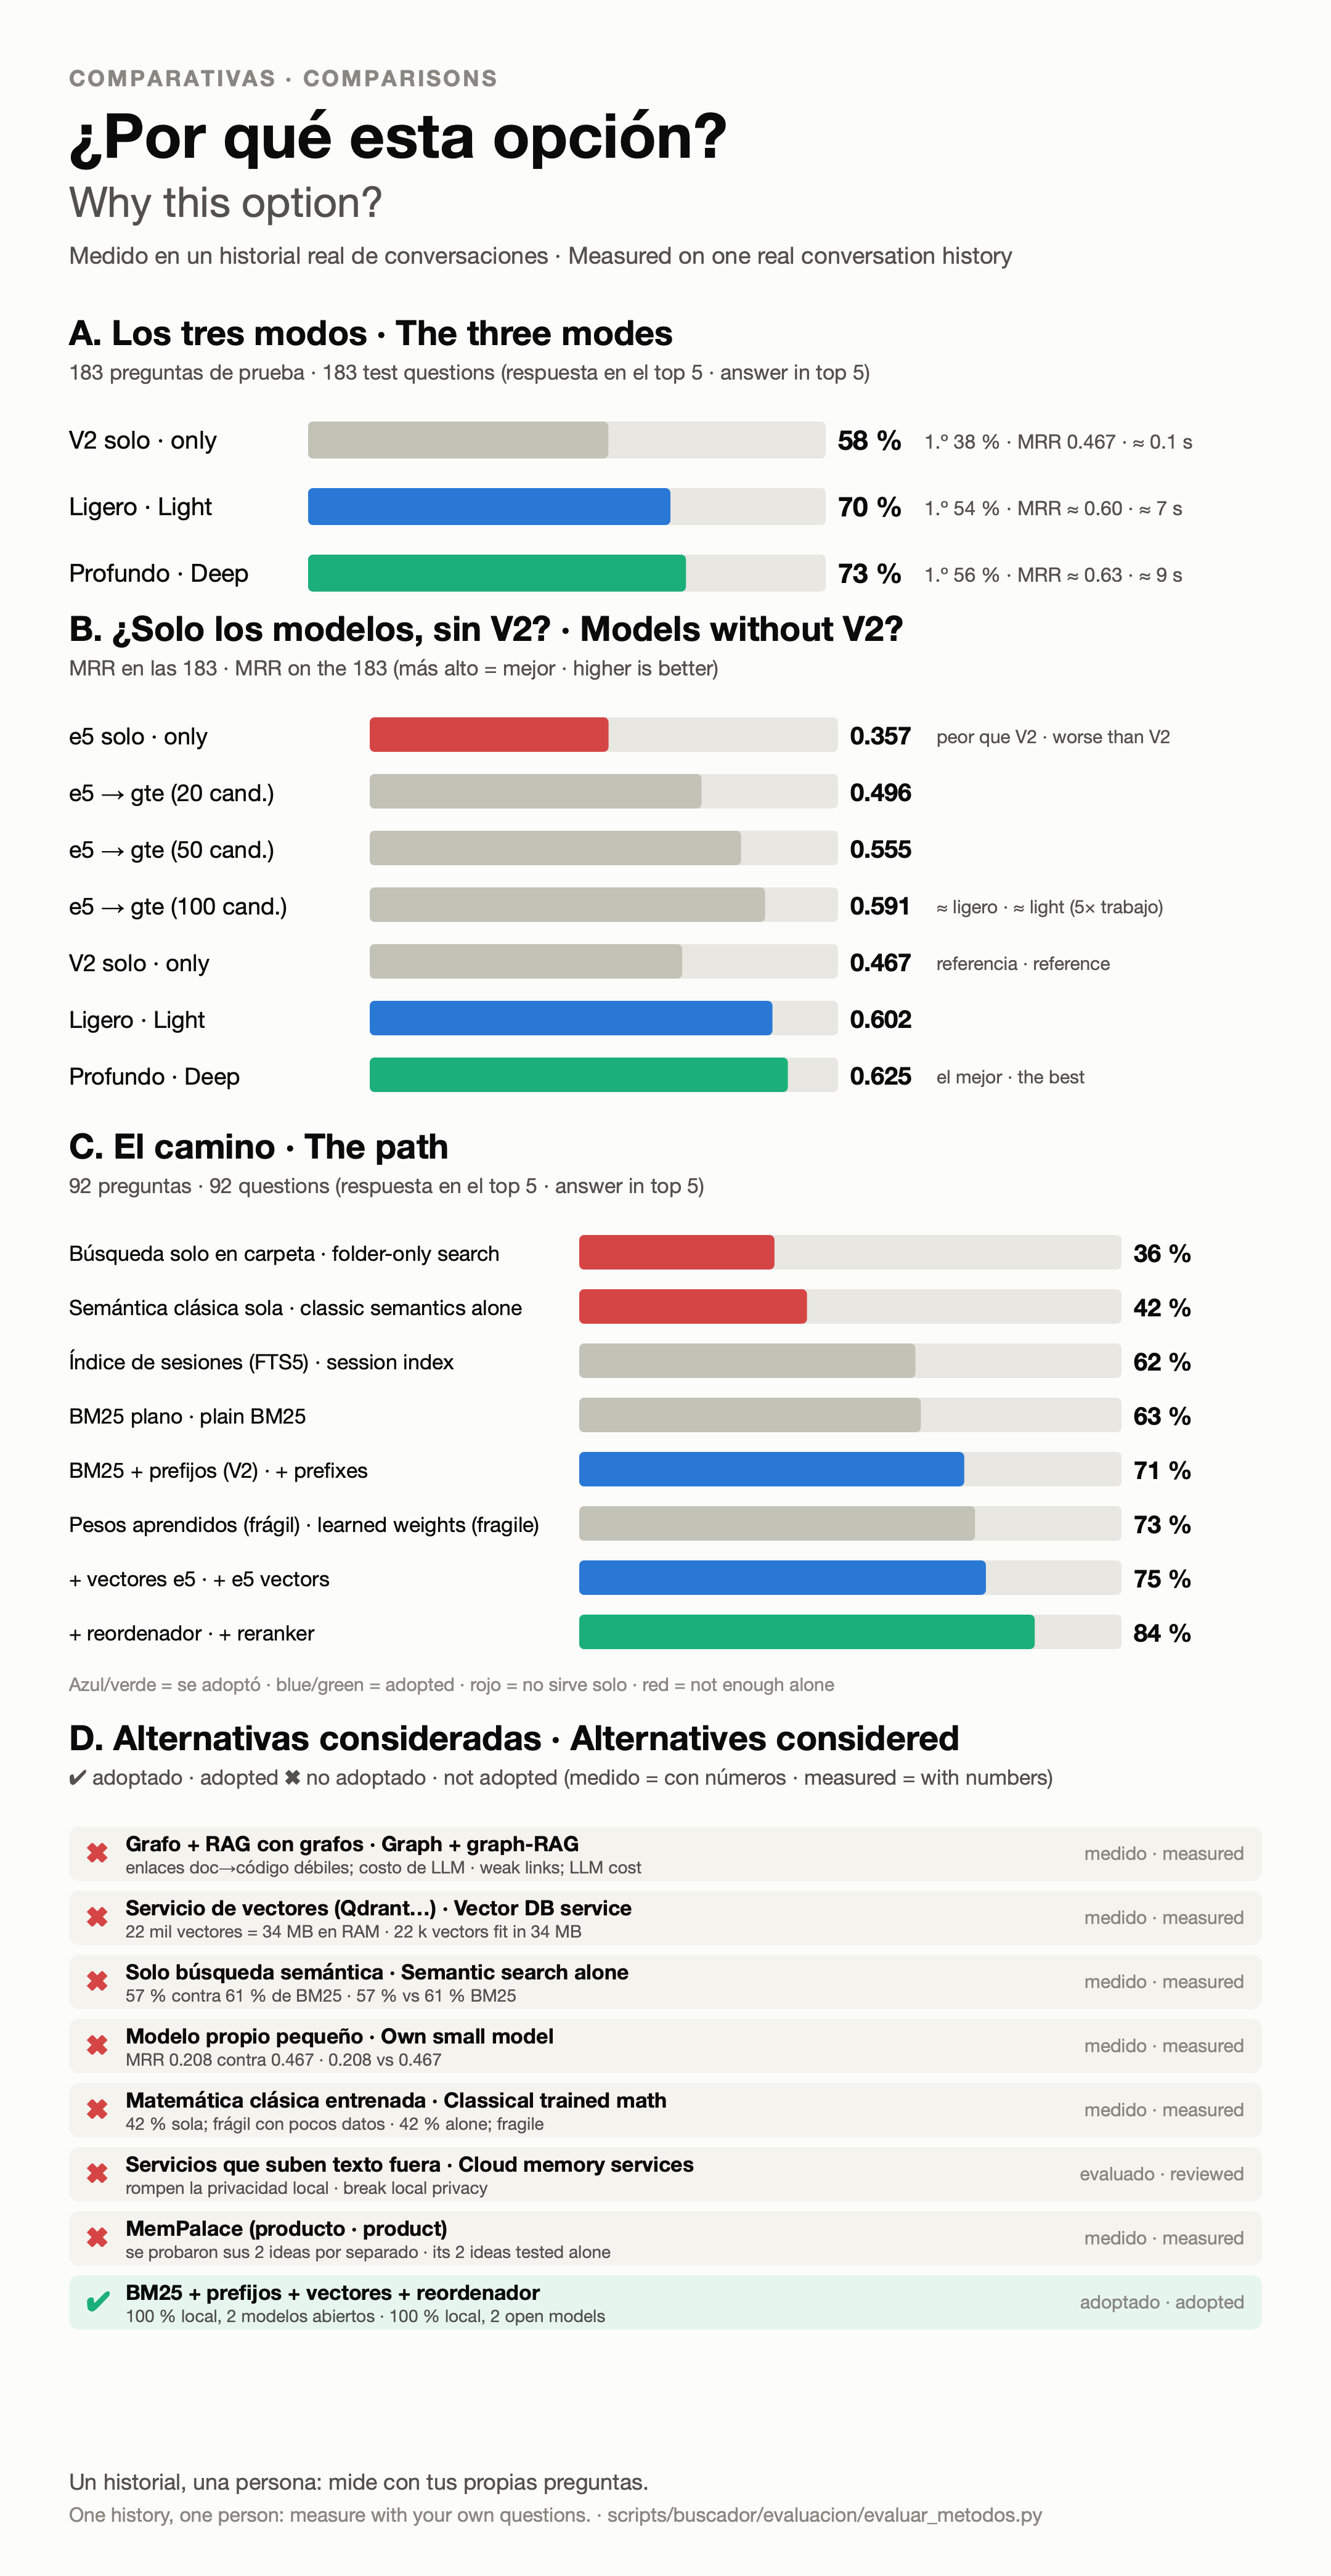 COMPARATIVAS · COMPARISONS
¿Por qué esta opción?
Why this option?
Medido en un historial real de conversaciones · Measured on one real conversation history
A. Los tres modos · The three modes
183 preguntas de prueba · 183 test questions (respuesta en el top 5 · answer in top 5)
V2 solo · only 58 % 1.º 38 % · MRR 0.467 · ≈ 0.1 s
Ligero · Light 70 % 1.º 54 % · MRR ≈ 0.60 · ≈ 7 s
Profundo · Deep 73 % 1.º 56 % · MRR ≈ 0.63 · ≈ 9 s
B. ¿Solo los modelos, sin V2? · Models without V2?
MRR en las 183 · MRR on the 183 (más alto = mejor · higher is better)
e5 solo · only 0.357 peor que V2 · worse than V2
e5 → gte (20 cand.) 0.496
e5 → gte (50 cand.) 0.555
e5 → gte (100 cand.) 0.591 ≈ ligero · ≈ light (5× trabajo)
V2 solo · only 0.467 referencia · reference
Ligero · Light 0.602
Profundo · Deep 0.625 el mejor · the best
C. El camino · The path
92 preguntas · 92 questions (respuesta en el top 5 · answer in top 5)
Búsqueda solo en carpeta · folder-only search 36 %
Semántica clásica sola · classic semantics alone 42 %
Índice de sesiones (FTS5) · session index 62 %
BM25 plano · plain BM25 63 %
BM25 + prefijos (V2) · + prefixes 71 %
Pesos aprendidos (frágil) · learned weights (fragile) 73 %
+ vectores e5 · + e5 vectors 75 %
+ reordenador · + reranker 84 %
Azul/verde = se adoptó · blue/green = adopted · rojo = no sirve solo · red = not enough alone
D. Alternativas consideradas · Alternatives considered
✔ adoptado · adopted ✖ no adoptado · not adopted (medido = con números · measured = with numbers)
✖ Grafo + RAG con grafos · Graph + graph-RAG medido · measured
enlaces doc→código débiles; costo de LLM · weak links; LLM cost
✖ Servicio de vectores (Qdrant…) · Vector DB service medido · measured
22 mil vectores = 34 MB en RAM · 22 k vectors fit in 34 MB
✖ Solo búsqueda semántica · Semantic search alone medido · measured
57 % contra 61 % de BM25 · 57 % vs 61 % BM25
✖ Modelo propio pequeño · Own small model medido · measured
MRR 0.208 contra 0.467 · 0.208 vs 0.467
✖ Matemática clásica entrenada · Classical trained math medido · measured
42 % sola; frágil con pocos datos · 42 % alone; fragile
✖ Servicios que suben texto fuera · Cloud memory services evaluado · reviewed
rompen la privacidad local · break local privacy
✖ MemPalace (producto · product) medido · measured
se probaron sus 2 ideas por separado · its 2 ideas tested alone
✔ BM25 + prefijos + vectores + reordenador adoptado · adopted
100 % local, 2 modelos abiertos · 100 % local, 2 open models
Un historial, una persona: mide con tus propias preguntas.
One history, one person: measure with your own questions. · scripts/buscador/evaluacion/evaluar_metodos.py